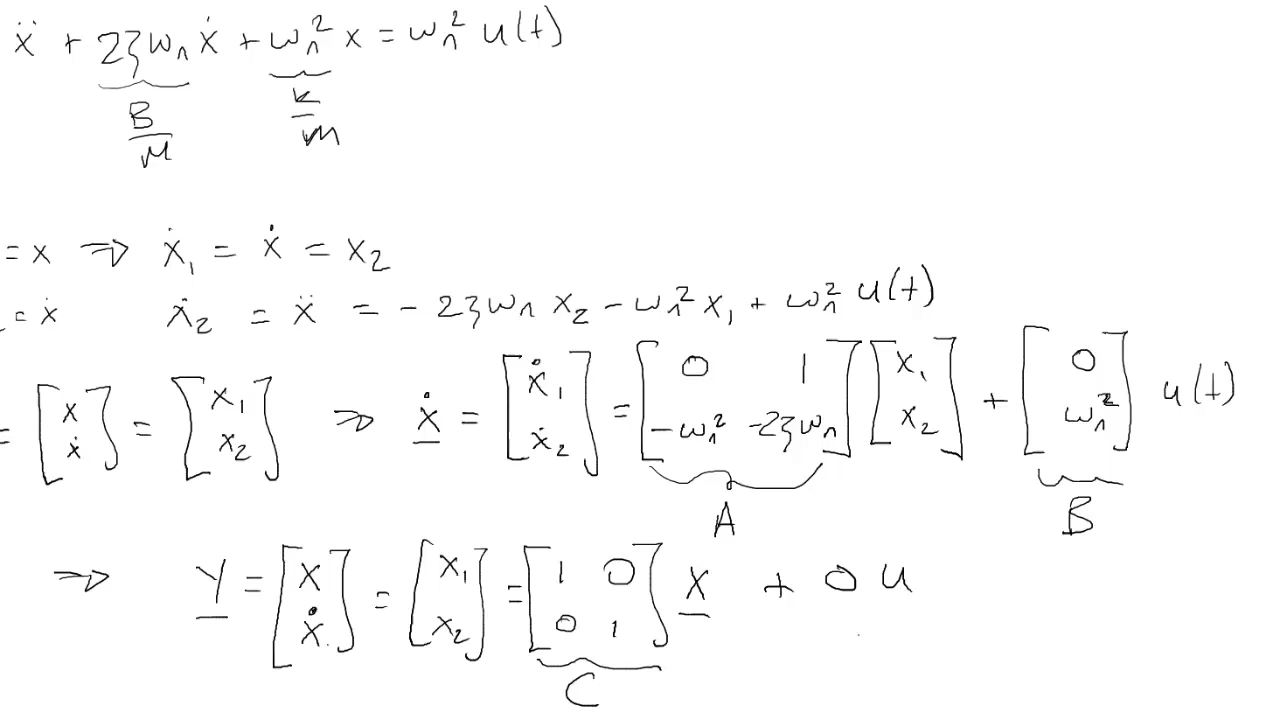 ẍ + 2ζωₙẋ + ωₙ² x = ωₙ² u(t)
B/M K/M
= x ⇒ ẋ₁ = ẋ = x₂
= ẋ ẋ₂ = ẍ = - 2ζωₙ x₂ - ωₙ² x₁ + ωₙ² u(t)
= [x; ẋ] = [x₁; x₂] ⇒ ẋ = [ẋ₁; ẋ₂] = [0 1; -ωₙ² -2ζωₙ] [x₁; x₂] + [0; ωₙ²] u(t)
A B
⇒ Y = [X; Ẋ] = [x₁; x₂] = [1 0; 0 1] X + 0 u
C